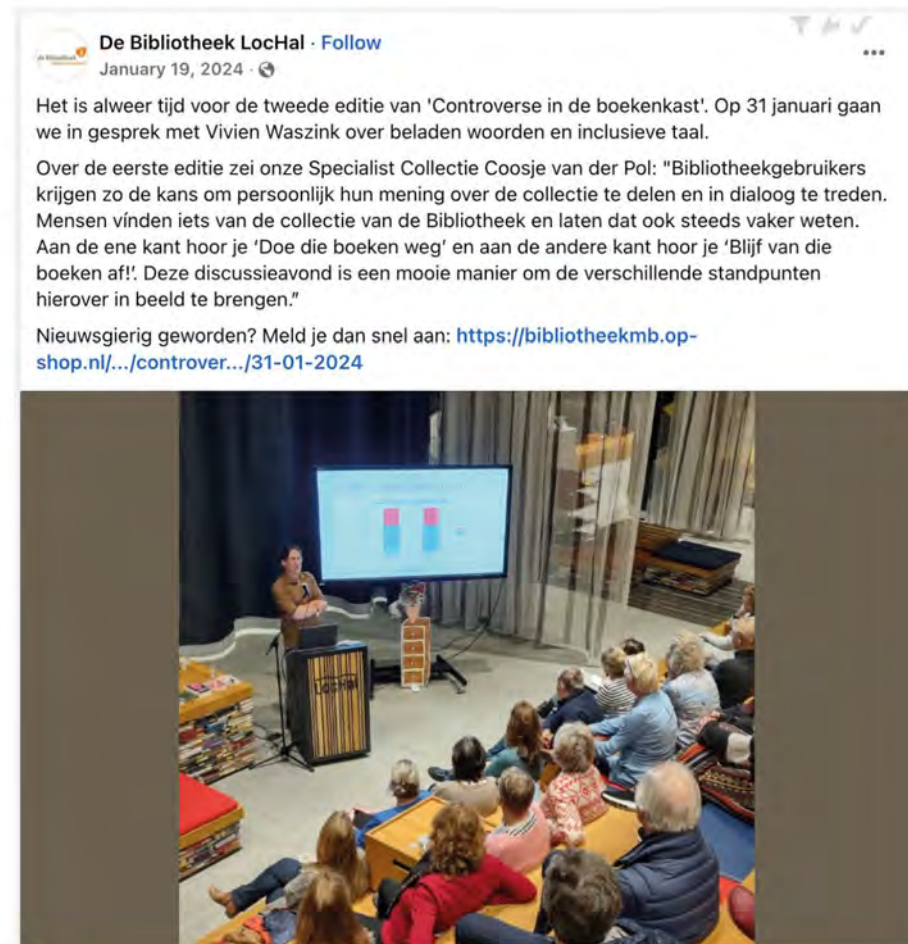 De Bibliotheek LocHal · Follow
January 19, 2024 ·
Het is alweer tijd voor de tweede editie van 'Controverse in de boekenkast'. Op 31 januari gaan
we in gesprek met Vivien Waszink over beladen woorden en inclusieve taal.
Over de eerste editie zei onze Specialist Collectie Coosje van der Pol: "Bibliotheekgebruikers
krijgen zo de kans om persoonlijk hun mening over de collectie te delen en in dialoog te treden.
Mensen vínden iets van de collectie van de Bibliotheek en laten dat ook steeds vaker weten.
Aan de ene kant hoor je ‘Doe die boeken weg’ en aan de andere kant hoor je ‘Blijf van die
boeken af!’. Deze discussieavond is een mooie manier om de verschillende standpunten
hierover in beeld te brengen.”
Nieuwsgierig geworden? Meld je dan snel aan: https://bibliotheekmb.op-
shop.nl/.../controver.../31-01-2024
LocHal